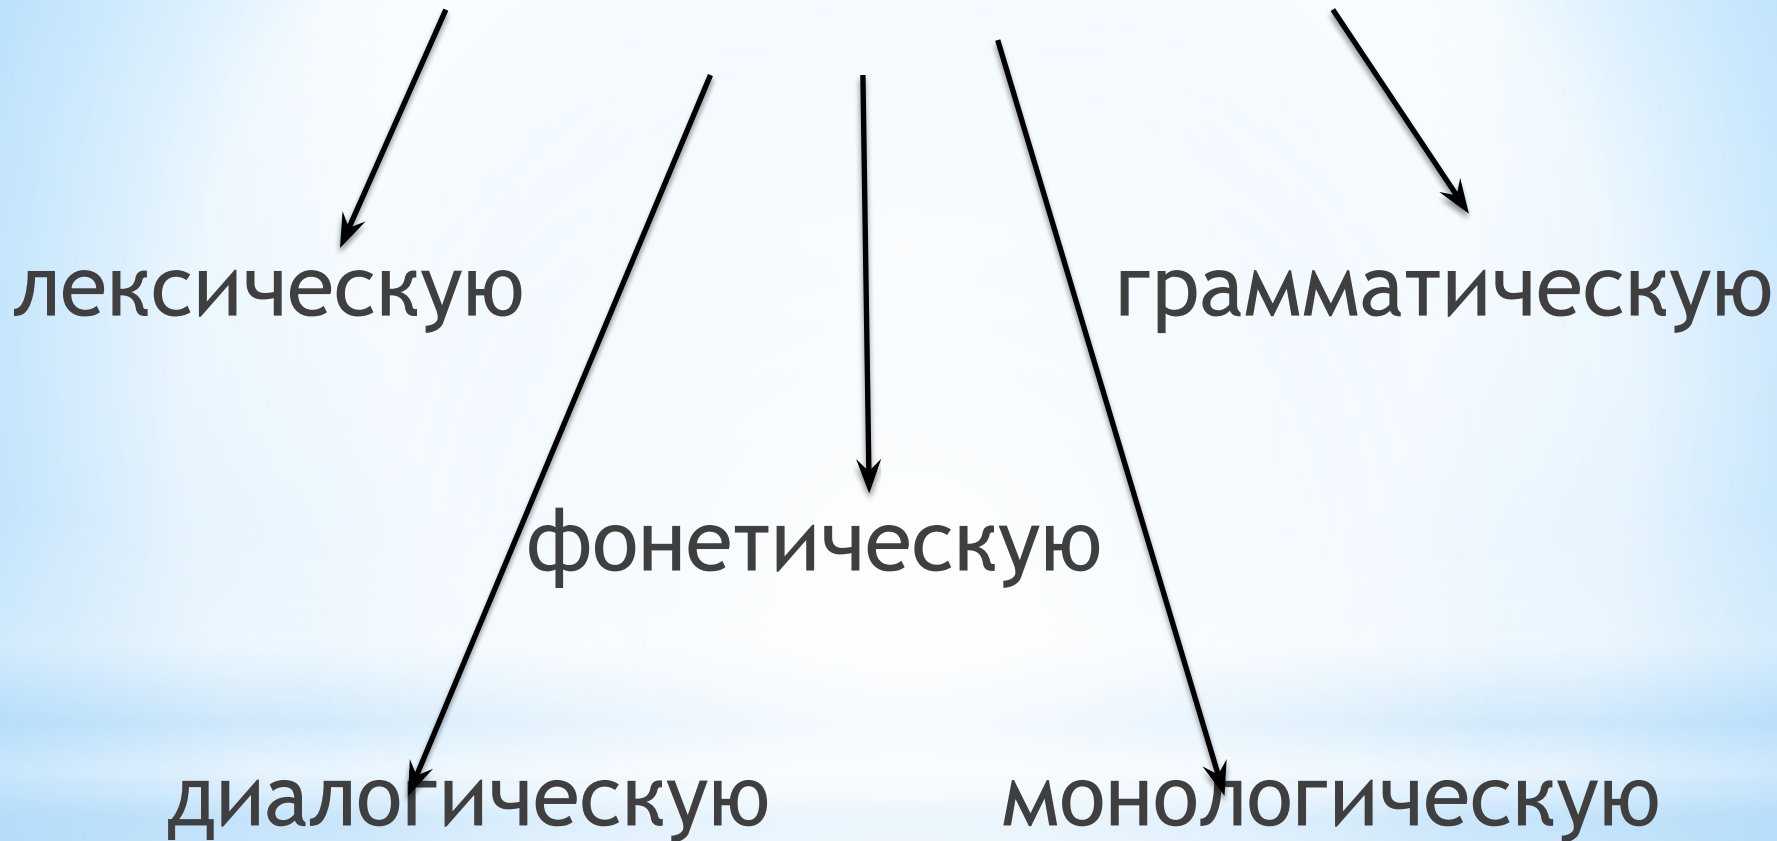 лексическую грамматическую
фонетическую
диалогическую монологическую